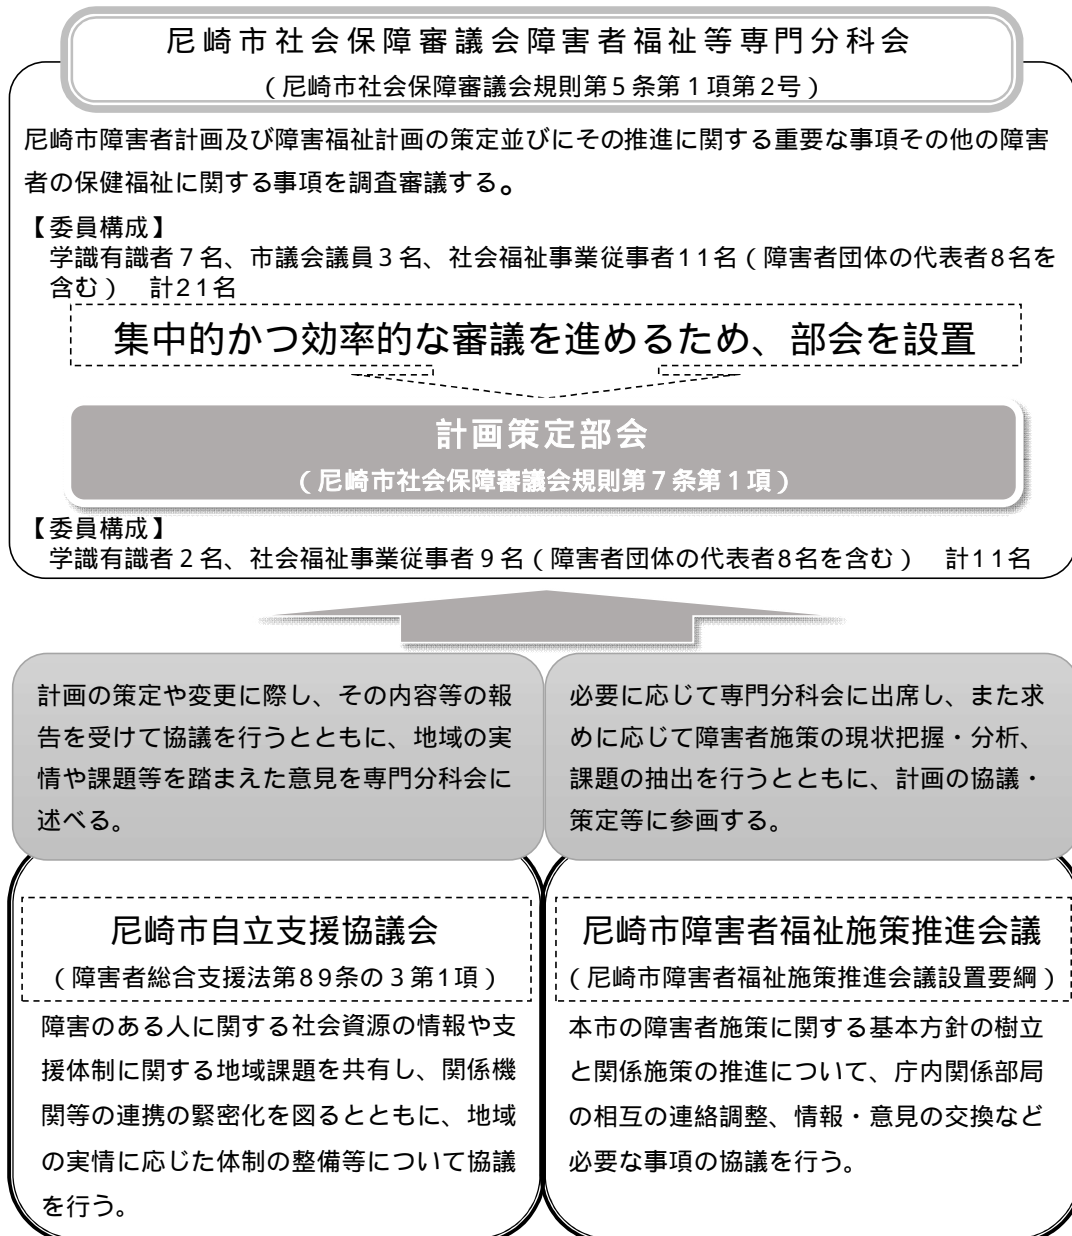 尼崎市社会保障審議会障害者福祉等専門分科会
（尼崎市社会保障審議会規則第5条第1項第2号）
尼崎市障害者計画及び障害福祉計画の策定並びにその推進に関する重要な事項その他の障害
者の保健福祉に関する事項を調査審議する。
【委員構成】
学識有識者７名、市議会議員３名、社会福祉事業従事者11名（障害者団体の代表者8名を
含む）　計21名
集中的かつ効率的な審議を進めるため、部会を設置
計画策定部会
（尼崎市社会保障審議会規則第７条第１項）
【委員構成】
学識有識者２名、社会福祉事業従事者９名（障害者団体の代表者8名を含む）　計11名
計画の策定や変更に際し、その内容等の報
告を受けて協議を行うとともに、地域の実
情や課題等を踏まえた意見を専門分科会に
述べる。
必要に応じて専門分科会に出席し、また求
めに応じて障害者施策の現状把握・分析、
課題の抽出を行うとともに、計画の協議・
策定等に参画する。
尼崎市自立支援協議会
（障害者総合支援法第89条の３第1項）
障害のある人に関する社会資源の情報や支
援体制に関する地域課題を共有し、関係機
関等の連携の緊密化を図るとともに、地域
の実情に応じた体制の整備等について協議
を行う。
尼崎市障害者福祉施策推進会議
（尼崎市障害者福祉施策推進会議設置要綱）
本市の障害者施策に関する基本方針の樹立
と関係施策の推進について、庁内関係部局
の相互の連絡調整、情報・意見の交換など
必要な事項の協議を行う。